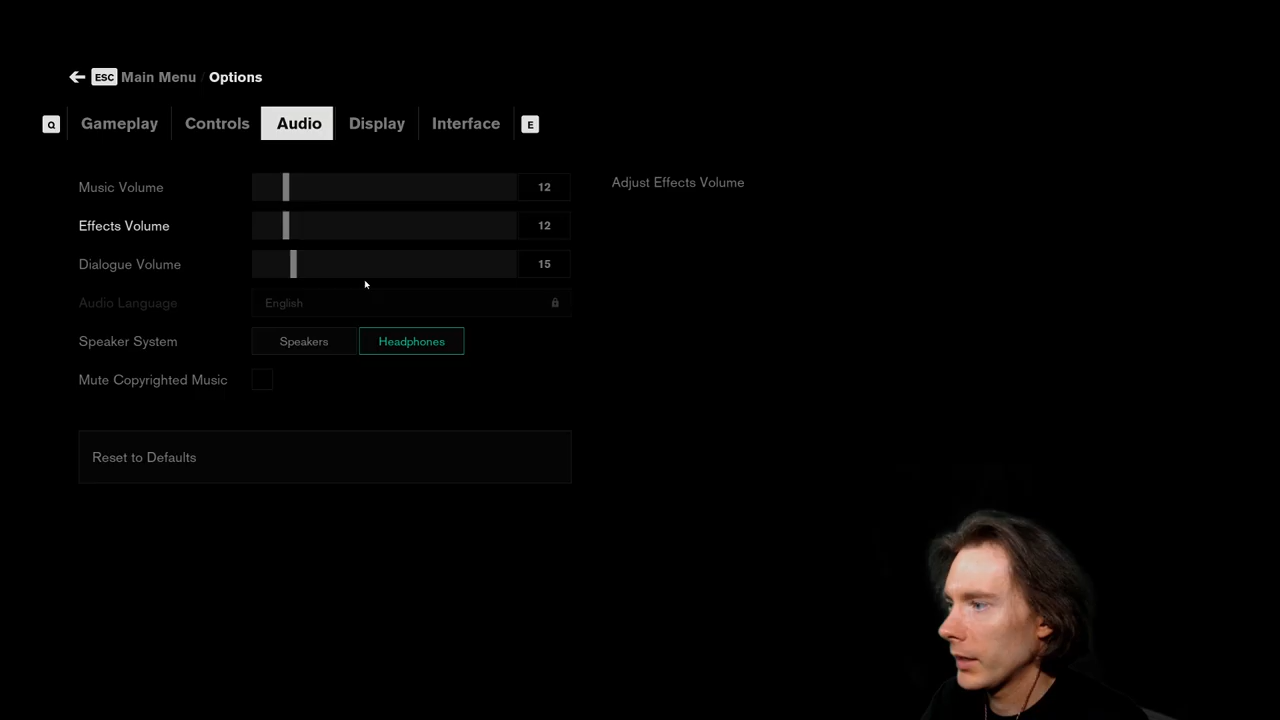 ESC Main Menu / Options
Q Gameplay Controls Audio Display Interface E
Music Volume 12
Adjust Effects Volume
Effects Volume 12
Dialogue Volume 15
Audio Language English
Speaker System Speakers Headphones
Mute Copyrighted Music
Reset to Defaults